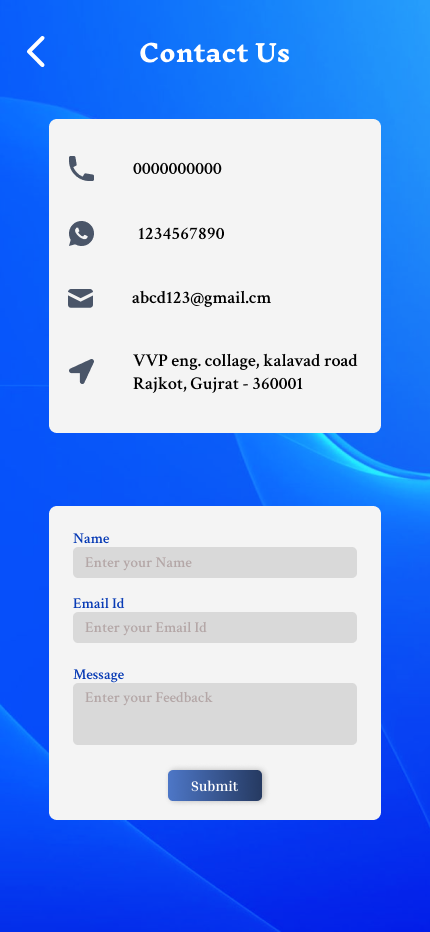 Contact Us
0000000000
1234567890
abcd123@gmail.cm
VVP eng. collage, kalavad road
Rajkot, Gujrat - 360001
Name
Enter your Name
Email Id
Enter your Email Id
Message
Enter your Feedback
Submit